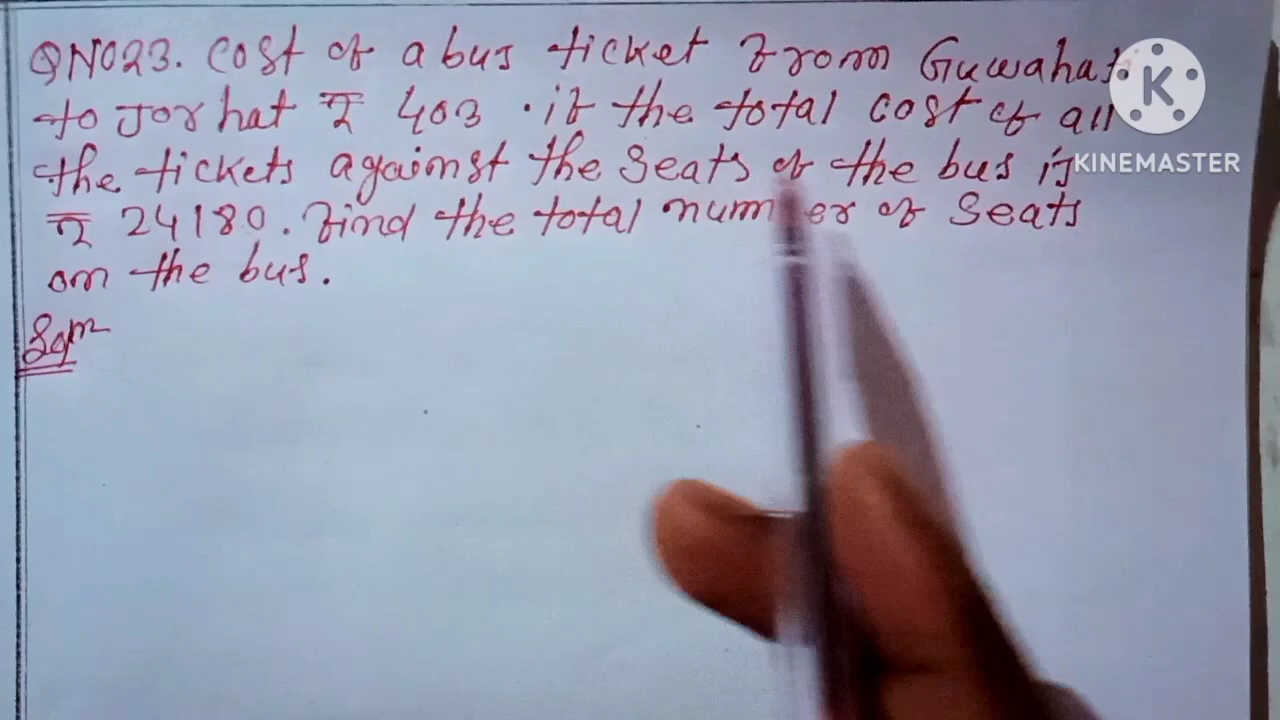 QNO23. Cost of a bus ticket from Guwahati
to Jorhat ₹ 403 . if the total cost of all
the tickets against the seats of the bus is
₹ 24180. Find the total number of seats
on the bus.
Solⁿ
K
KINEMASTER